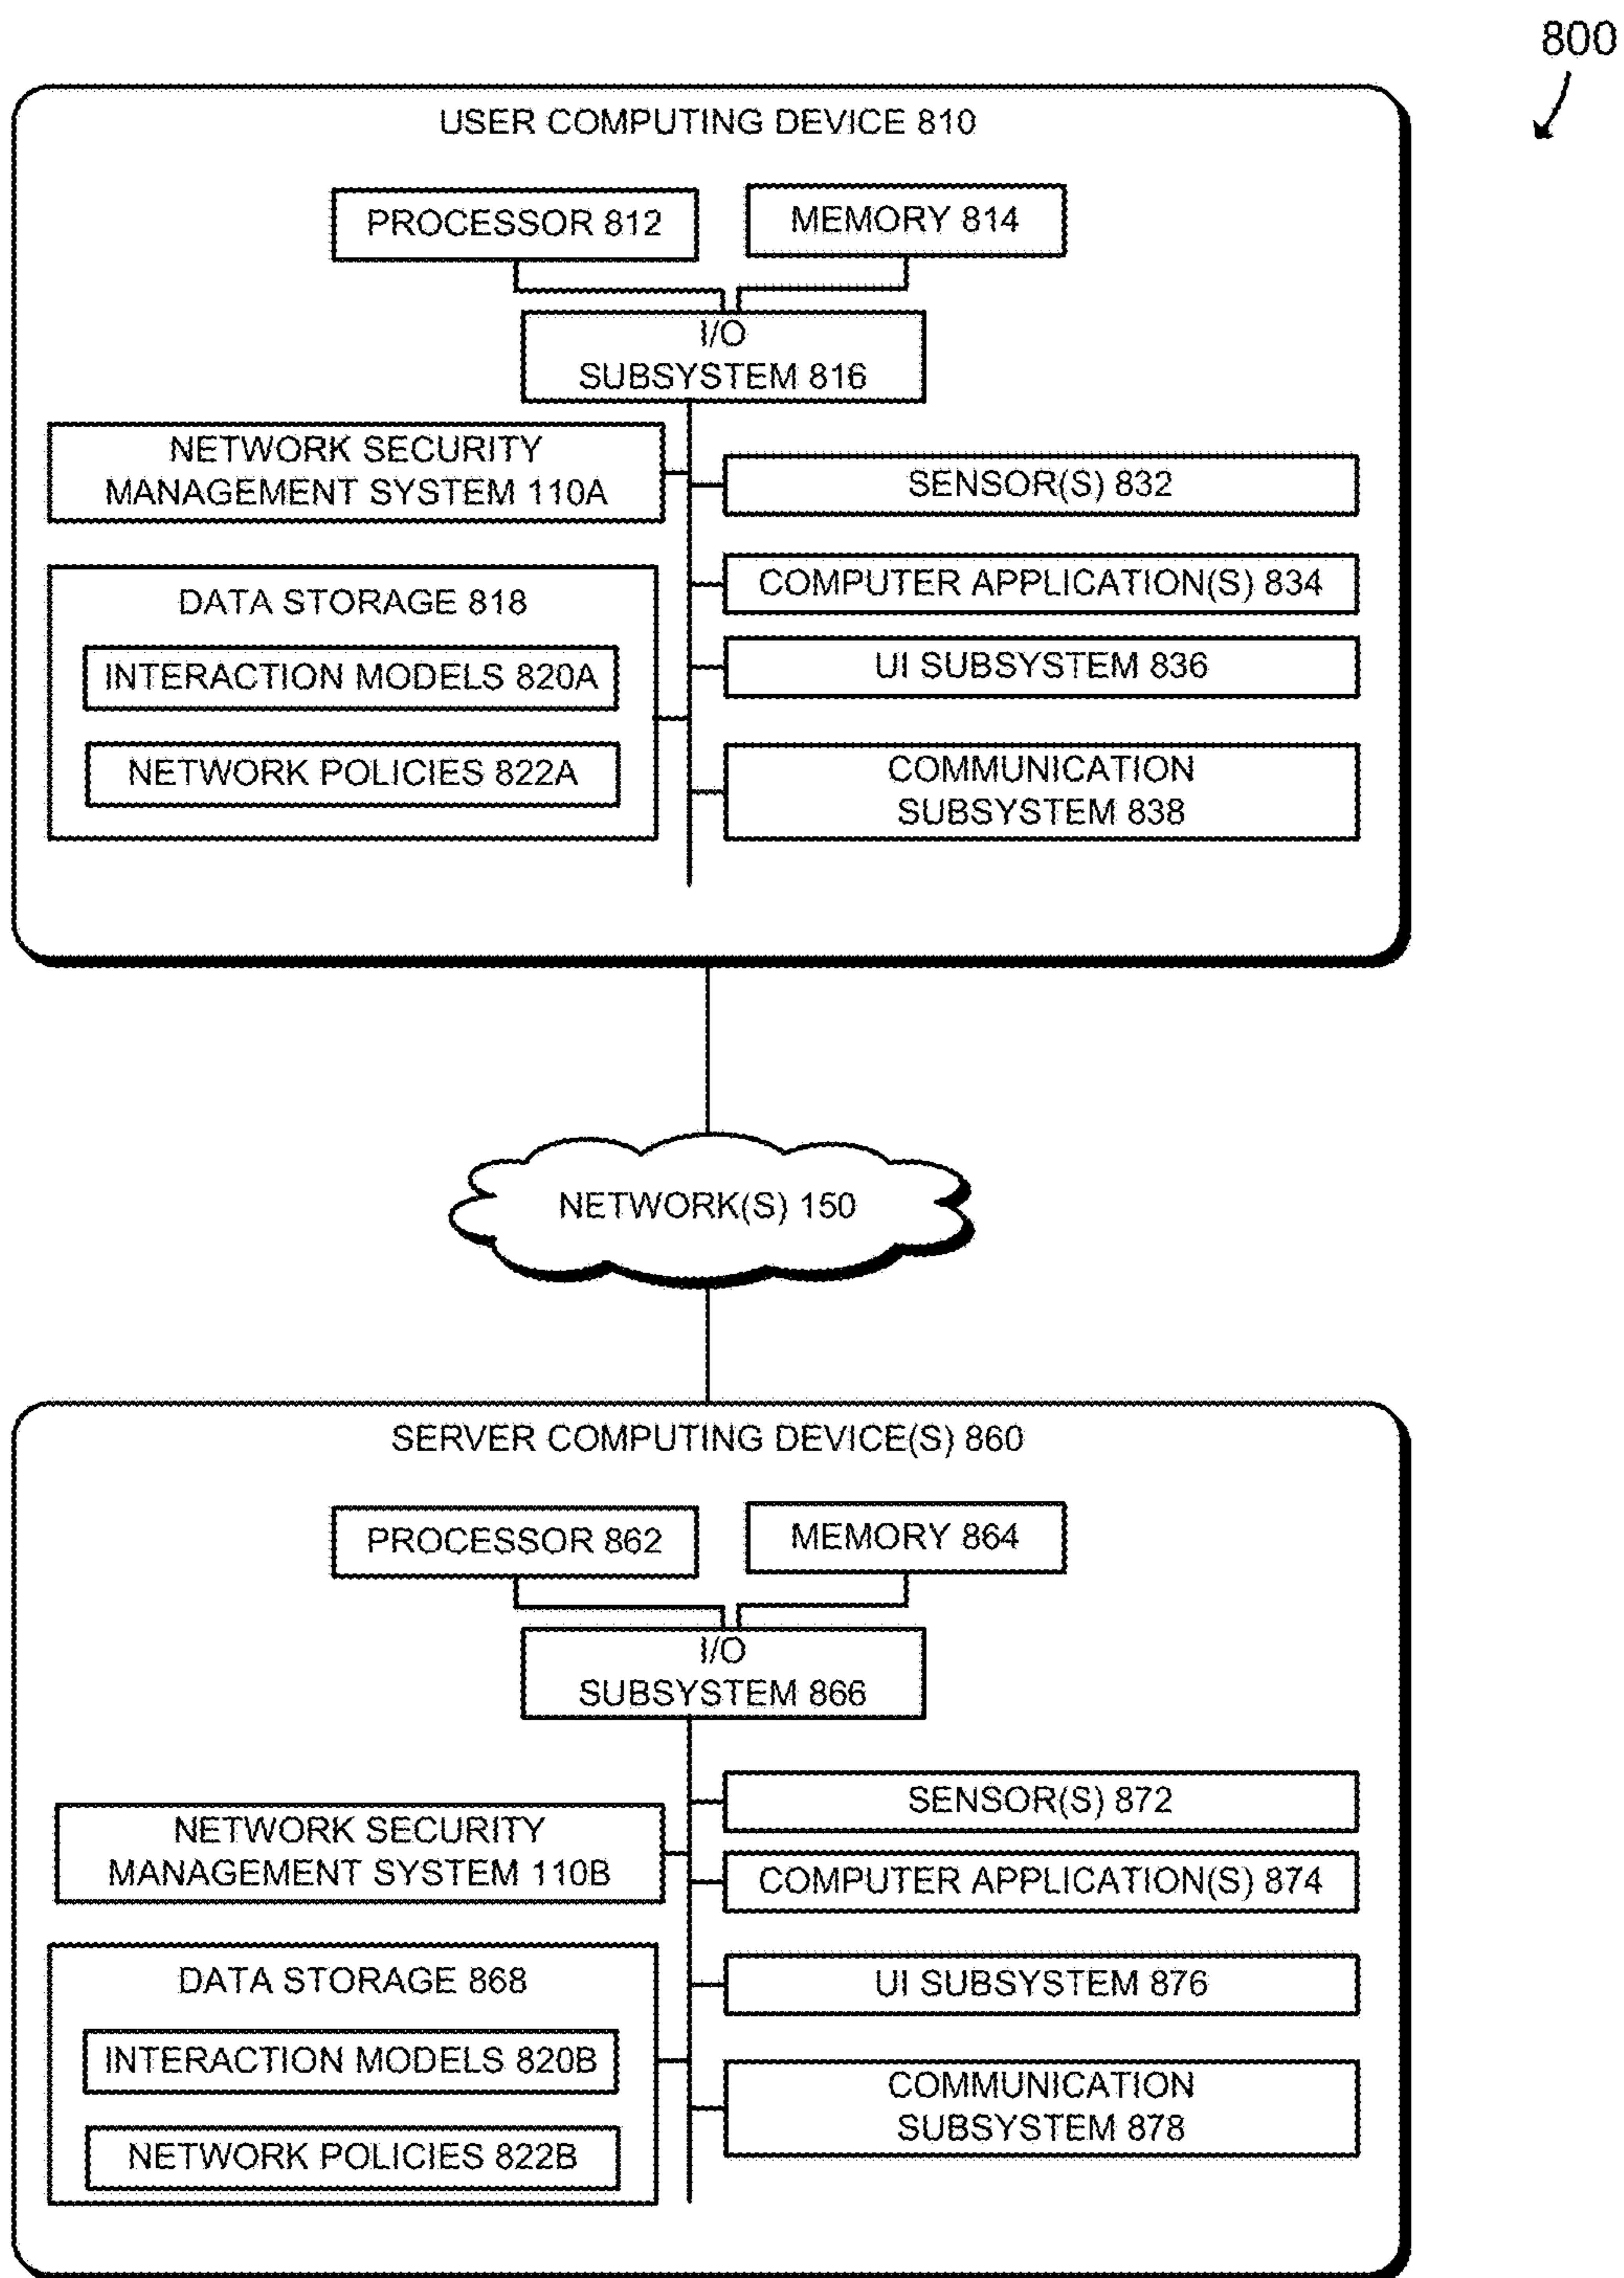 800
USER COMPUTING DEVICE 810
PROCESSOR 812
MEMORY 814
I/O
SUBSYSTEM 816
NETWORK SECURITY
MANAGEMENT SYSTEM 110A
SENSOR(S) 832
COMPUTER APPLICATION(S) 834
DATA STORAGE 818
INTERACTION MODELS 820A
UI SUBSYSTEM 836
NETWORK POLICIES 822A
COMMUNICATION
SUBSYSTEM 838
NETWORK(S) 150
SERVER COMPUTING DEVICE(S) 860
PROCESSOR 862
MEMORY 864
I/O
SUBSYSTEM 866
NETWORK SECURITY
MANAGEMENT SYSTEM 110B
SENSOR(S) 872
COMPUTER APPLICATION(S) 874
DATA STORAGE 868
INTERACTION MODELS 820B
NETWORK POLICIES 822B
UI SUBSYSTEM 876
COMMUNICATION
SUBSYSTEM 878